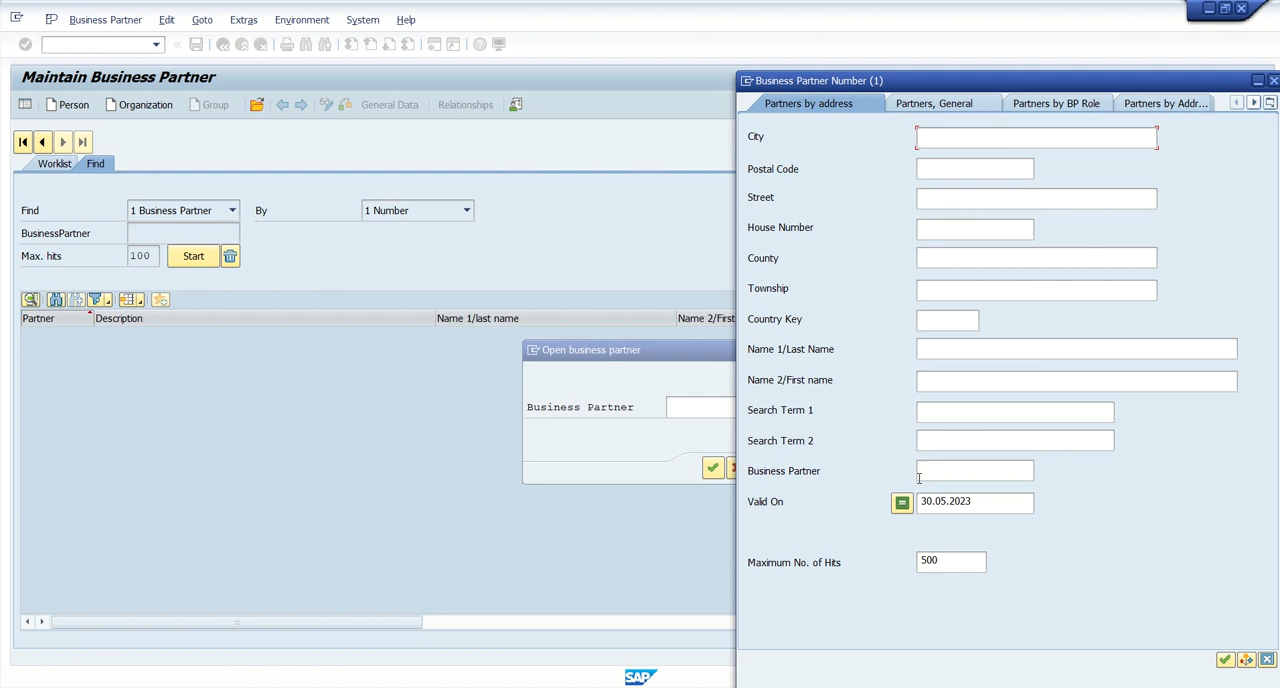 Business Partner Edit Goto Extras Environment System Help
Maintain Business Partner
Person Organization Group General Data Relationships
Worklist Find
Find 1 Business Partner By 1 Number
BusinessPartner
Max. hits 100 Start
Partner Description Name 1/last name Name 2/First
Open business partner
Business Partner
SAP
Business Partner Number (1)
Partners by address Partners, General Partners by BP Role Partners by Addr...
City
Postal Code
Street
House Number
County
Township
Country Key
Name 1/Last Name
Name 2/First name
Search Term 1
Search Term 2
Business Partner
Valid On 30.05.2023
Maximum No. of Hits 500